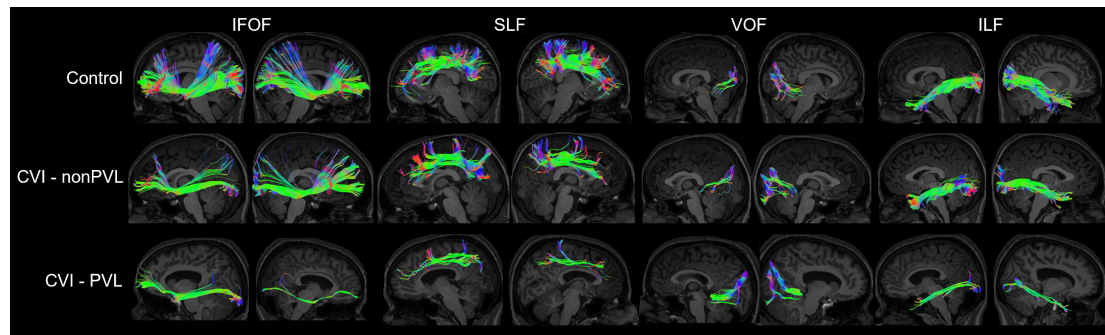 IFOF SLF VOF ILF
Control
CVI - nonPVL
CVI - PVL